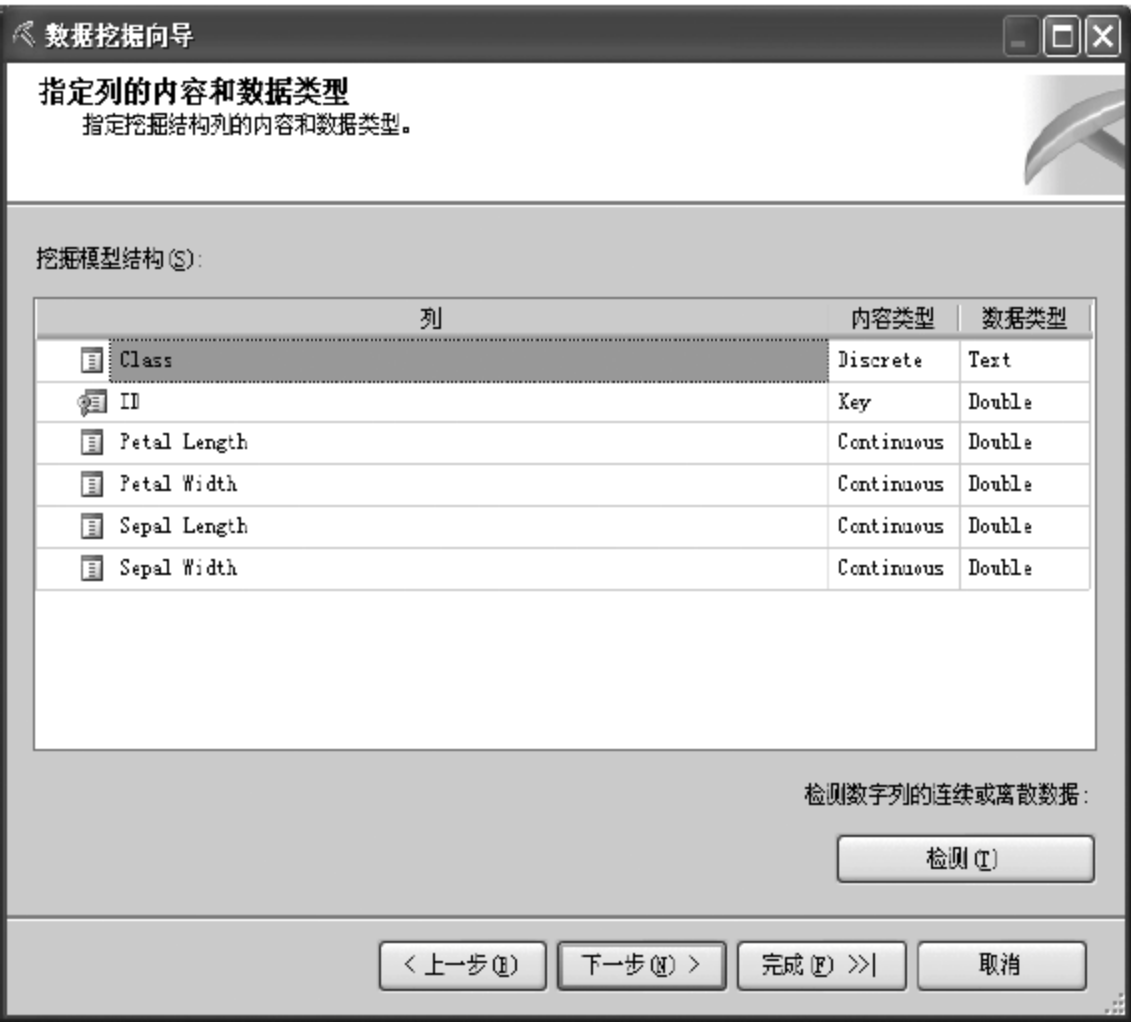 数据挖掘向导
指定列的内容和数据类型
指定挖掘结构列的内容和数据类型。
挖掘模型结构(S):
列 内容类型 数据类型
Class Discrete Text
ID Key Double
Petal Length Continuous Double
Petal Width Continuous Double
Sepal Length Continuous Double
Sepal Width Continuous Double
检测数字列的连续或离散数据:
检测(T)
< 上一步(B) 下一步(N) > 完成(F) >>| 取消